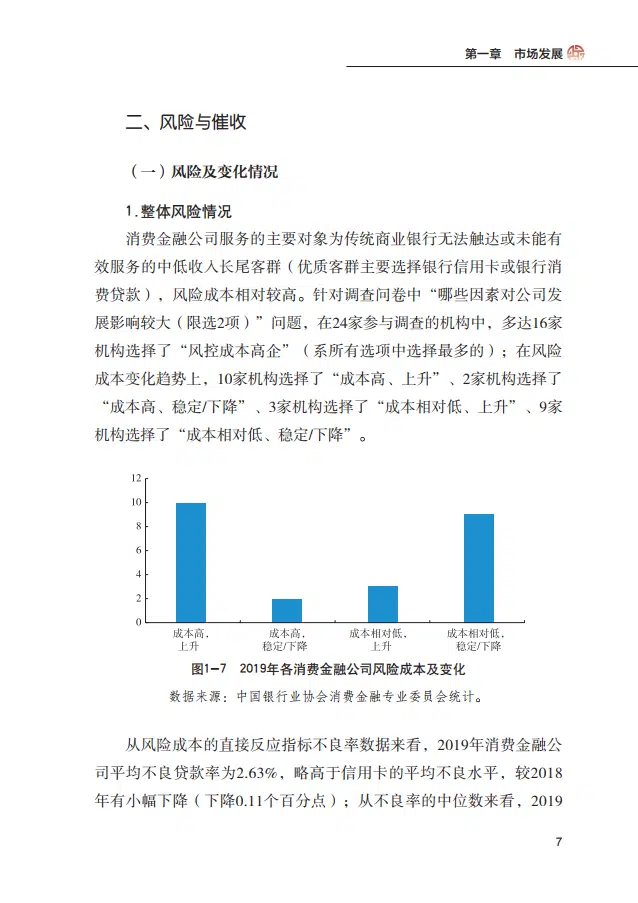 第一章 市场发展
二、风险与催收
（一）风险及变化情况
1.整体风险情况
消费金融公司服务的主要对象为传统商业银行无法触达或未能有
效服务的中低收入长尾客群（优质客群主要选择银行信用卡或银行消
费贷款），风险成本相对较高。针对调查问卷中“哪些因素对公司发
展影响较大（限选2项）”问题，在24家参与调查的机构中，多达16家
机构选择了“风控成本高企”（系所有选项中选择最多的）；在风险
成本变化趋势上，10家机构选择了“成本高、上升”、2家机构选择了
“成本高、稳定/下降”、3家机构选择了“成本相对低、上升”、9家
机构选择了“成本相对低、稳定/下降”。
12
10
8
6
4
2
0
成本高，
上升
成本高，
稳定/下降
成本相对低，
上升
成本相对低，
稳定/下降
图1-7 2019年各消费金融公司风险成本及变化
数据来源：中国银行业协会消费金融专业委员会统计。
从风险成本的直接反应指标不良率数据来看，2019年消费金融公
司平均不良贷款率为2.63%，略高于信用卡的平均不良水平，较2018
年有小幅下降（下降0.11个百分点）；从不良率的中位数来看，2019
7